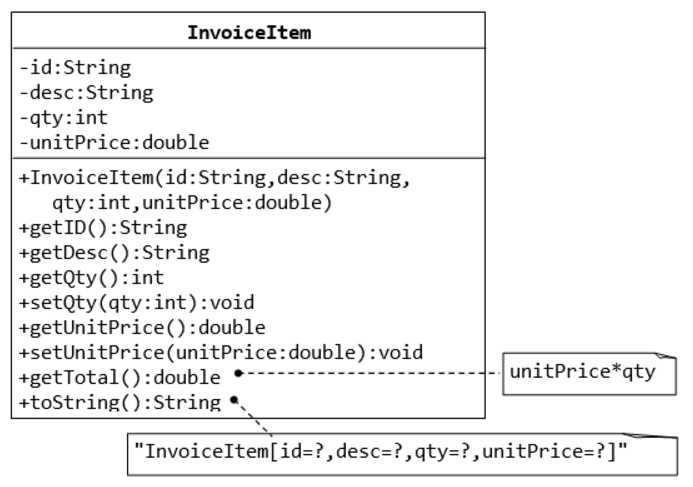 InvoiceItem
-id:String
-desc:String
-qty:int
-unitPrice:double
+InvoiceItem(id:String,desc:String,
qty:int,unitPrice:double)
+getID():String
+getDesc():String
+getQty():int
+setQty(qty:int):void
+getUnitPrice():double
+setUnitPrice(unitPrice:double):void
+getTotal():double
unitPrice*qty
+toString():String
"InvoiceItem[id=?,desc=?,qty=?,unitPrice=?]"